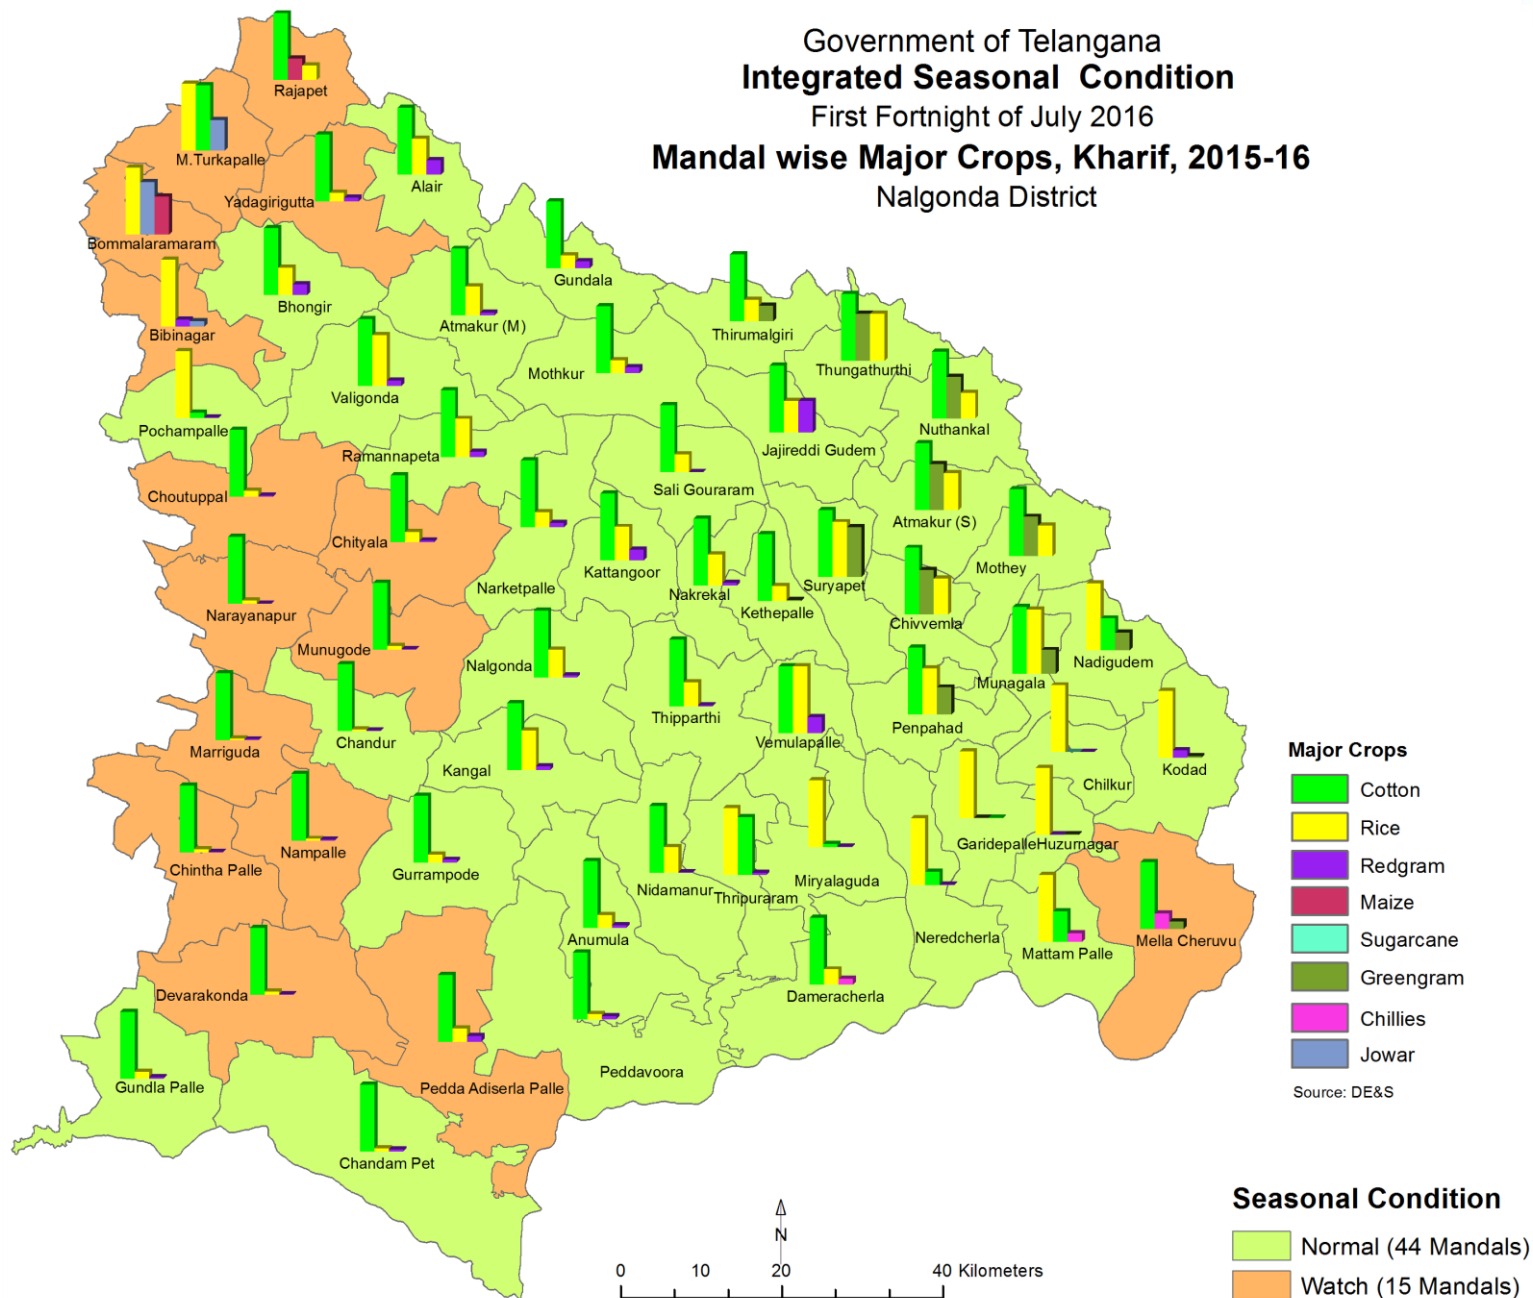 Government of Telangana
Integrated Seasonal Condition
First Fortnight of July 2016
Mandal wise Major Crops, Kharif, 2015-16
Nalgonda District
Rajapet
M.Turkapalle
Alair
Yadagirigutta
Bommalaramaram
Gundala
Bhongir
Atmakur (M)
Bibinagar
Thirumalgiri
Thungathurthi
Mothkur
Valigonda
Nuthankal
Pochampalle
Jajireddi Gudem
Ramannapeta
Sali Gouraram
Choutuppal
Atmakur (S)
Chityala
Mothey
Kattangoor
Narketpalle
Suryapet
Nakrekal
Kethepalle
Narayanapur
Chivvemla
Munugode
Nadigudem
Nalgonda
Munagala
Thipparthi
Penpahad
Vemulapalle
Chandur
Marriguda
Kangal
Kodad
Chilkur
Garidepalle
Huzurnagar
Nampalle
Chintha Palle
Gurrampode
Miryalaguda
Nidamanur
Thripuraram
Anumula
Neredcherla
Mella Cheruvu
Mattam Palle
Devarakonda
Dameracherla
Peddavoora
Gundla Palle
Pedda Adiserla Palle
Chandam Pet
Major Crops
Cotton
Rice
Redgram
Maize
Sugarcane
Greengram
Chillies
Jowar
Source: DE&S
Seasonal Condition
Normal (44 Mandals)
Watch (15 Mandals)
N
0 10 20 40 Kilometers